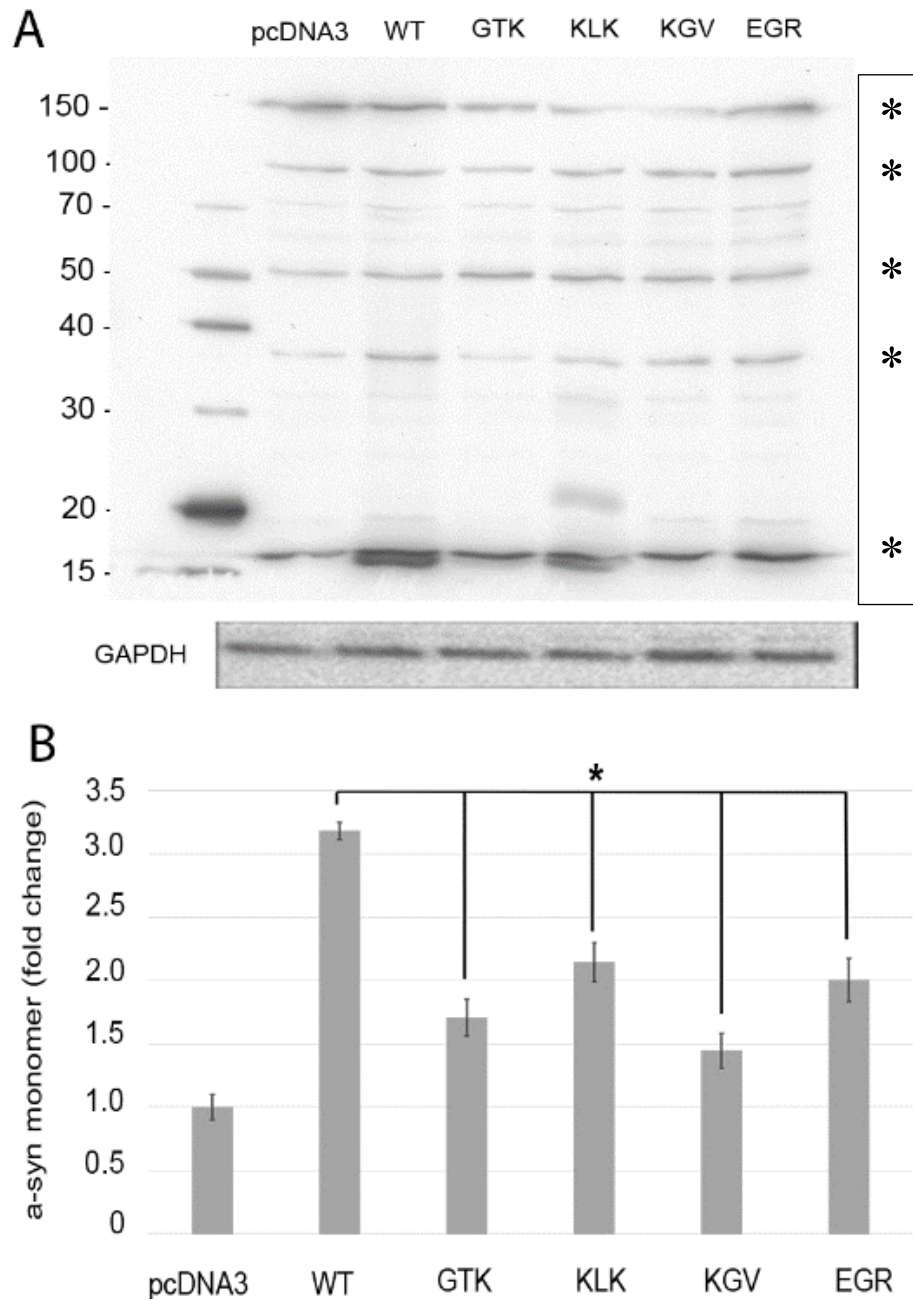 A
pcDNA3 WT GTK KLK KGV EGR
150 - *
100 - *
70 -
50 - *
40 -
30 - *
20 -
15 - *
GAPDH
B
*
a-syn monomer (fold change)
3.5
3.0
2.5
2.0
1.5
1.0
0.5
0
pcDNA3 WT GTK KLK KGV EGR